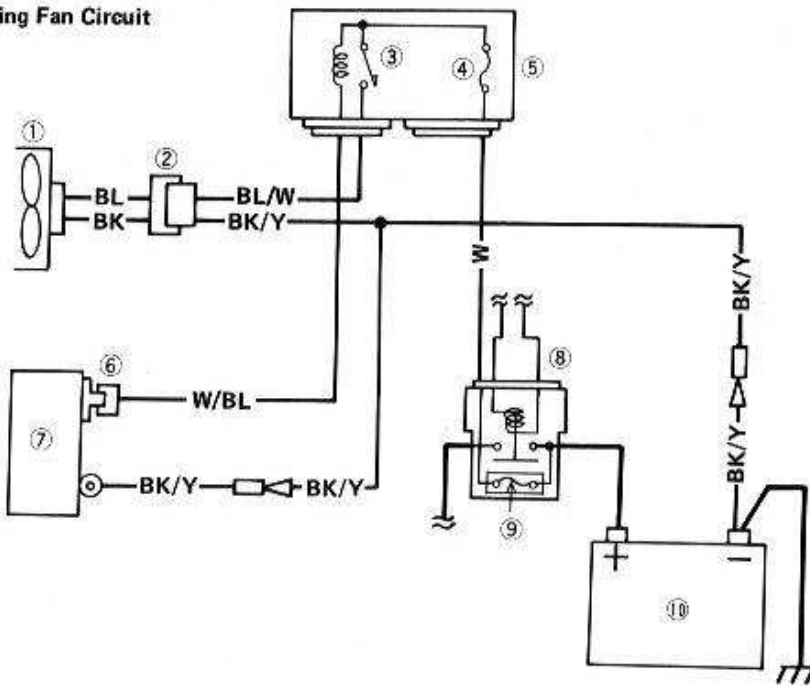 ing Fan Circuit
③
④
⑤
①
②
BL
BL/W
BK
BK/Y
W
BK/Y
⑥
⑧
W/BL
⑦
BK/Y
BK/Y
BK/Y
⑨
+
−
⑩